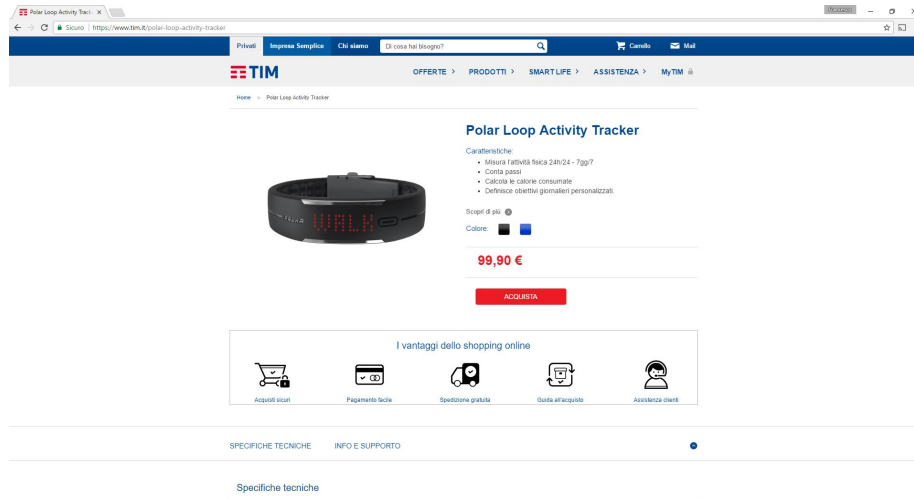 Polar Loop Activity Track
Sicuro | https://www.tim.it/polar-loop-activity-tracker
Privati Impresa Semplice Chi siamo Di cosa hai bisogno? Carrello Mail
TIM OFFERTE > PRODOTTI > SMART LIFE > ASSISTENZA > MyTIM
Home > Polar Loop Activity Tracker
Polar Loop Activity Tracker
Caratteristiche:
• Misura l'attività fisica 24h/24 - 7gg/7
• Conta passi
• Calcola le calorie consumate
• Definisce obiettivi giornalieri personalizzati.
POLAR WALK
Scopri di più
Colore:
99,90 €
ACQUISTA
I vantaggi dello shopping online
Acquisti sicuri Pagamento facile Spedizione gratuita Guida all'acquisto Assistenza clienti
SPECIFICHE TECNICHE INFO E SUPPORTO
Specifiche tecniche